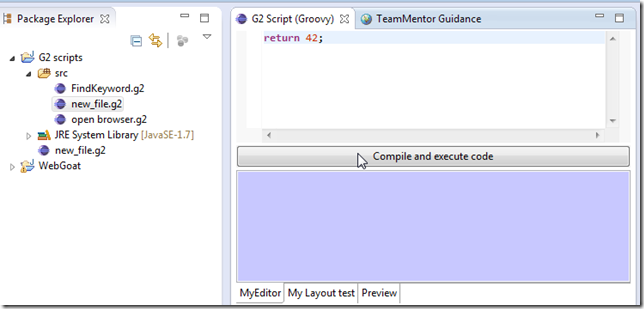 Package Explorer
G2 scripts
src
FindKeyword.g2
new_file.g2
open browser.g2
JRE System Library [JavaSE-1.7]
new_file.g2
WebGoat
G2 Script (Groovy)
TeamMentor Guidance
return 42;
Compile and execute code
MyEditor
My Layout test
Preview